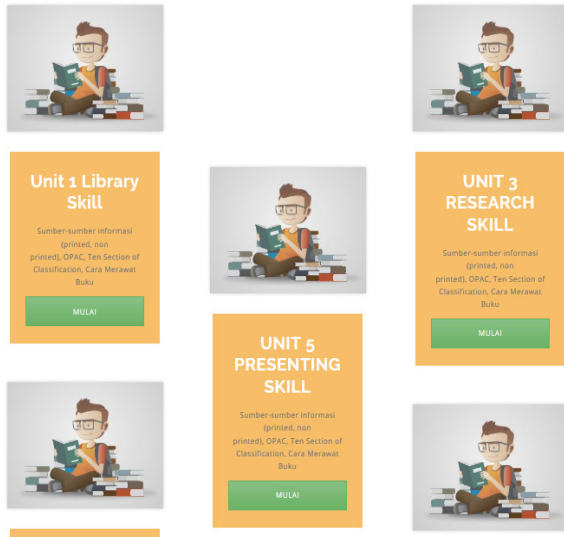 Unit 1 Library
Skill
Sumber-sumber informasi
(printed, non
printed), OPAC, Ten Section of
Classification, Cara Merawat
Buku
MULAI
UNIT 5
PRESENTING
SKILL
Sumber-sumber informasi
(printed, non
printed), OPAC, Ten Section of
Classification, Cara Merawat
Buku
MULAI
UNIT 3
RESEARCH
SKILL
Sumber-sumber informasi
(printed, non
printed), OPAC, Ten Section of
Classification, Cara Merawat
Buku
MULAI